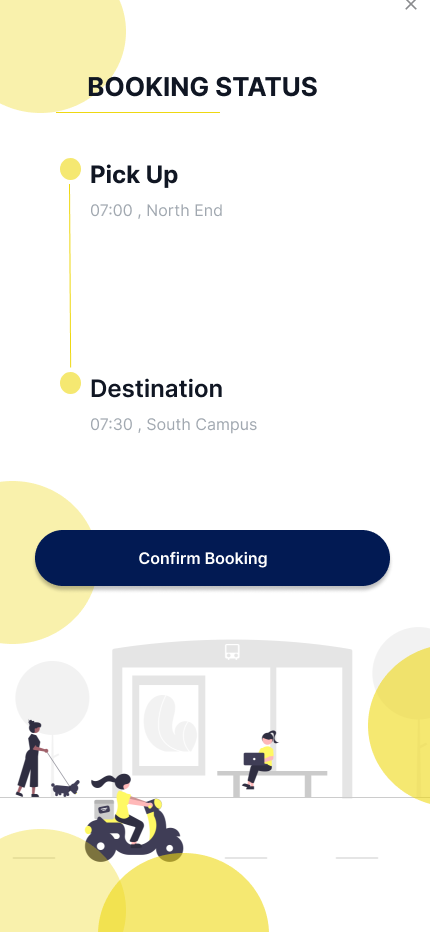 BOOKING STATUS
Pick Up
07:00 , North End
Destination
07:30 , South Campus
Confirm Booking